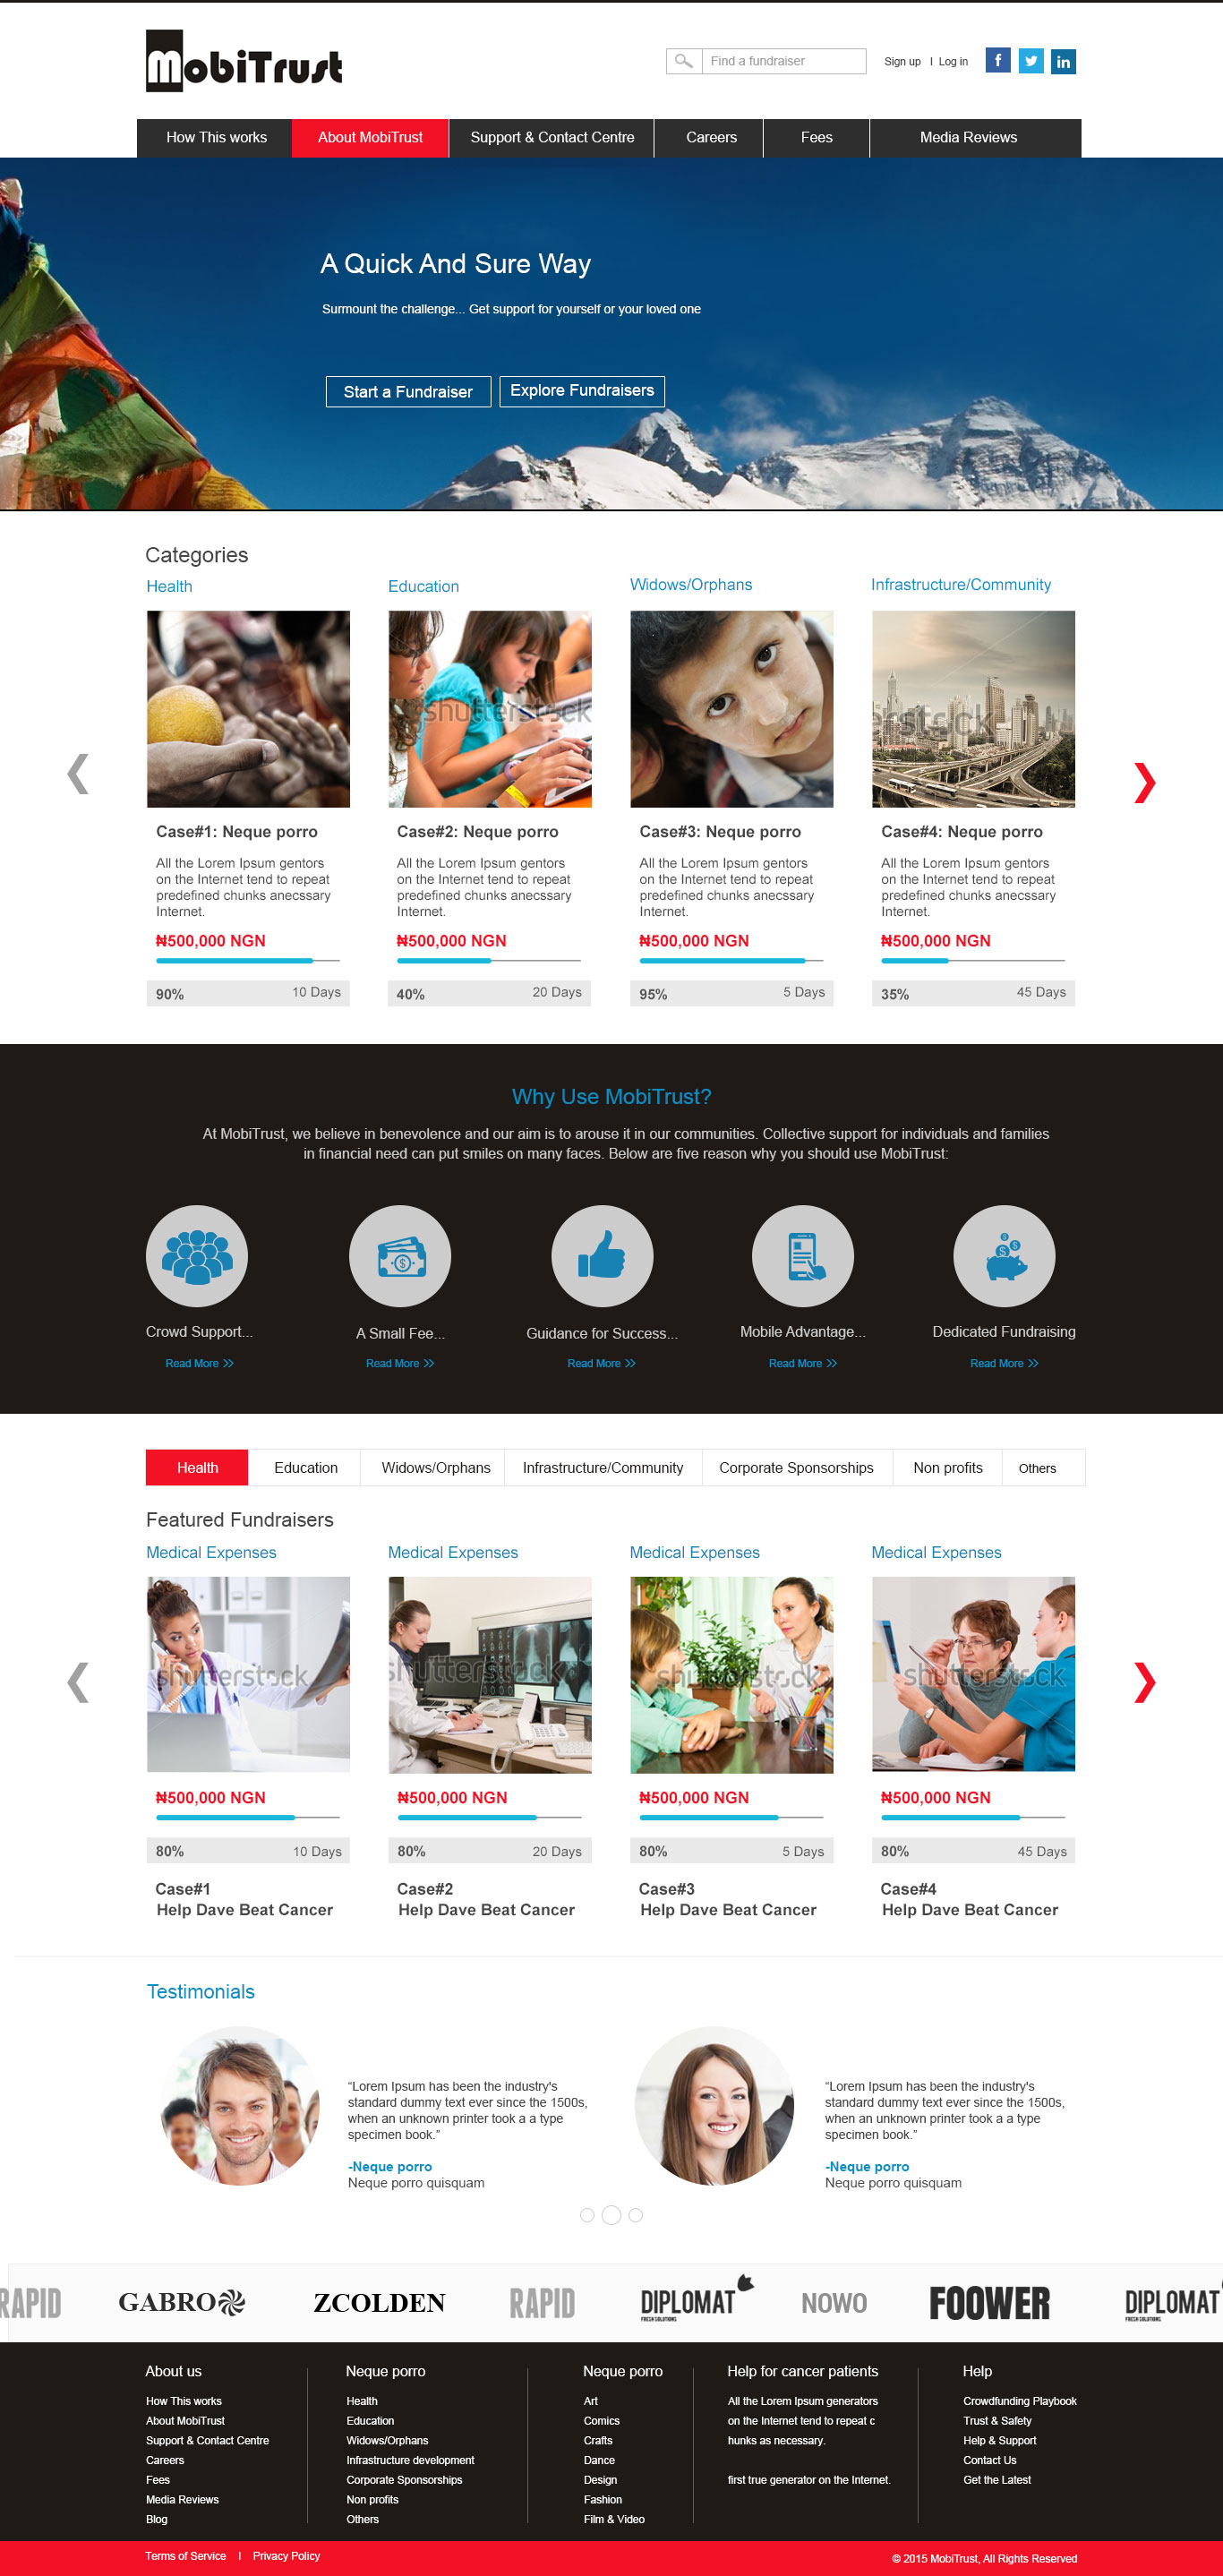 MobiTrust
Find a fundraiser
Sign up I Log in
f
in
How This works
About MobiTrust
Support & Contact Centre
Careers
Fees
Media Reviews
A Quick And Sure Way
Surmount the challenge... Get support for yourself or your loved one
Start a Fundraiser
Explore Fundraisers
Categories
Health
Education
Widows/Orphans
Infrastructure/Community
shutterstock
terstock
Case#1: Neque porro
All the Lorem Ipsum gentors
on the Internet tend to repeat
predefined chunks anecssary
Internet.
₦500,000 NGN
90% 10 Days
Case#2: Neque porro
All the Lorem Ipsum gentors
on the Internet tend to repeat
predefined chunks anecssary
Internet.
₦500,000 NGN
40% 20 Days
Case#3: Neque porro
All the Lorem Ipsum gentors
on the Internet tend to repeat
predefined chunks anecssary
Internet.
₦500,000 NGN
95% 5 Days
Case#4: Neque porro
All the Lorem Ipsum gentors
on the Internet tend to repeat
predefined chunks anecssary
Internet.
₦500,000 NGN
35% 45 Days
Why Use MobiTrust?
At MobiTrust, we believe in benevolence and our aim is to arouse it in our communities. Collective support for individuals and families
in financial need can put smiles on many faces. Below are five reason why you should use MobiTrust:
Crowd Support...
Read More
A Small Fee...
Read More
Guidance for Success...
Read More
Mobile Advantage...
Read More
Dedicated Fundraising
Read More
Health
Education
Widows/Orphans
Infrastructure/Community
Corporate Sponsorships
Non profits
Others
Featured Fundraisers
Medical Expenses
Medical Expenses
Medical Expenses
Medical Expenses
shutterstock
shutterstock
shutterstock
shutterstock
₦500,000 NGN
80% 10 Days
Case#1
Help Dave Beat Cancer
₦500,000 NGN
80% 20 Days
Case#2
Help Dave Beat Cancer
₦500,000 NGN
80% 5 Days
Case#3
Help Dave Beat Cancer
₦500,000 NGN
80% 45 Days
Case#4
Help Dave Beat Cancer
Testimonials
“Lorem Ipsum has been the industry's
standard dummy text ever since the 1500s,
when an unknown printer took a a type
specimen book.”
-Neque porro
Neque porro quisquam
“Lorem Ipsum has been the industry's
standard dummy text ever since the 1500s,
when an unknown printer took a a type
specimen book.”
-Neque porro
Neque porro quisquam
RAPID
GABRO
ZCOLDEN
RAPID
DIPLOMAT
FRESH SOLUTIONS
NOWO
FOOWER
DIPLOMAT
FRESH SOLUTIONS
About us
How This works
About MobiTrust
Support & Contact Centre
Careers
Fees
Media Reviews
Blog
Neque porro
Health
Education
Widows/Orphans
Infrastructure development
Corporate Sponsorships
Non profits
Others
Neque porro
Art
Comics
Crafts
Dance
Design
Fashion
Film & Video
Help for cancer patients
All the Lorem Ipsum generators
on the Internet tend to repeat c
hunks as necessary.
first true generator on the Internet.
Help
Crowdfunding Playbook
Trust & Safety
Help & Support
Contact Us
Get the Latest
Terms of Service I Privacy Policy
© 2015 MobiTrust, All Rights Reserved